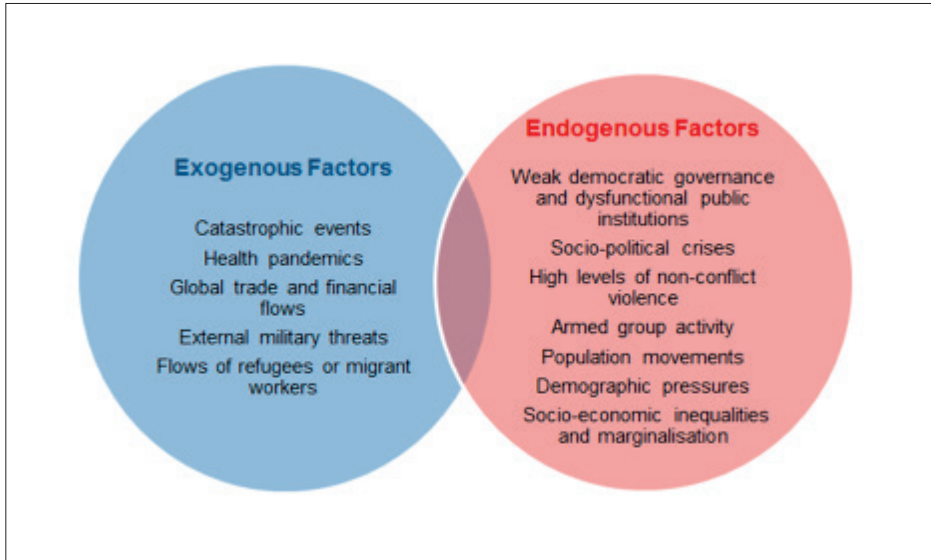 Exogenous Factors
Catastrophic events
Health pandemics
Global trade and financial
flows
External military threats
Flows of refugees or migrant
workers
Endogenous Factors
Weak democratic governance
and dysfunctional public
institutions
Socio-political crises
High levels of non-conflict
violence
Armed group activity
Population movements
Demographic pressures
Socio-economic inequalities
and marginalisation